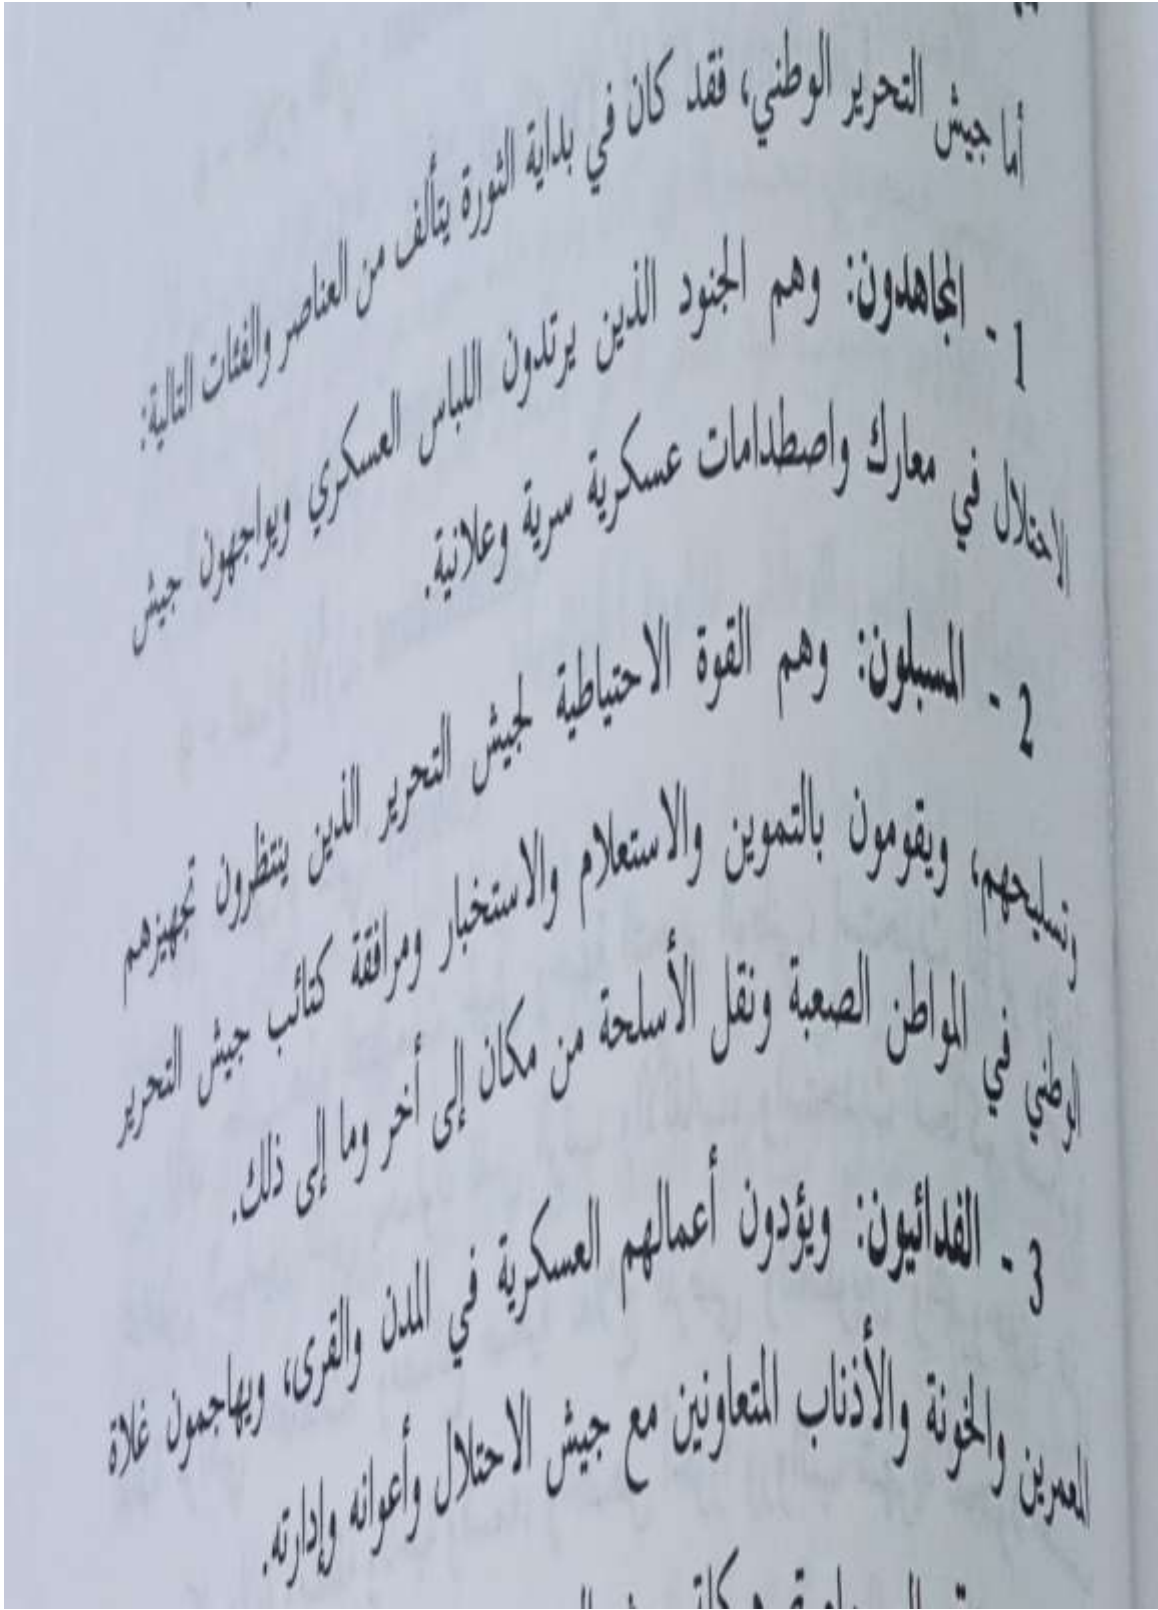 أما جيش التحرير الوطني، فقد كان في بداية الثورة يتألف من العناصر والفئات التالية:
1 - المجاهدون: وهم الجنود الذين يرتدون اللباس العسكري ويواجهون جيش
الاحتلال في معارك واصطدامات عسكرية سرية وعلانية.
2 - المسبلون: وهم القوة الاحتياطية لجيش التحرير الذين ينتظرون تجهيزهم
وتسليحهم، ويقومون بالتموين والاستعلام والاستخبار ومرافقة كتائب جيش التحرير
الوطني في المواطن الصعبة ونقل الأسلحة من مكان إلى أخر وما إلى ذلك.
3 - الفدائيون: ويؤدون أعمالهم العسكرية في المدن والقرى، ويهاجمون غلاة
المعمرين والخونة والأذناب المتعاونين مع جيش الاحتلال وأعوانه وإدارته.